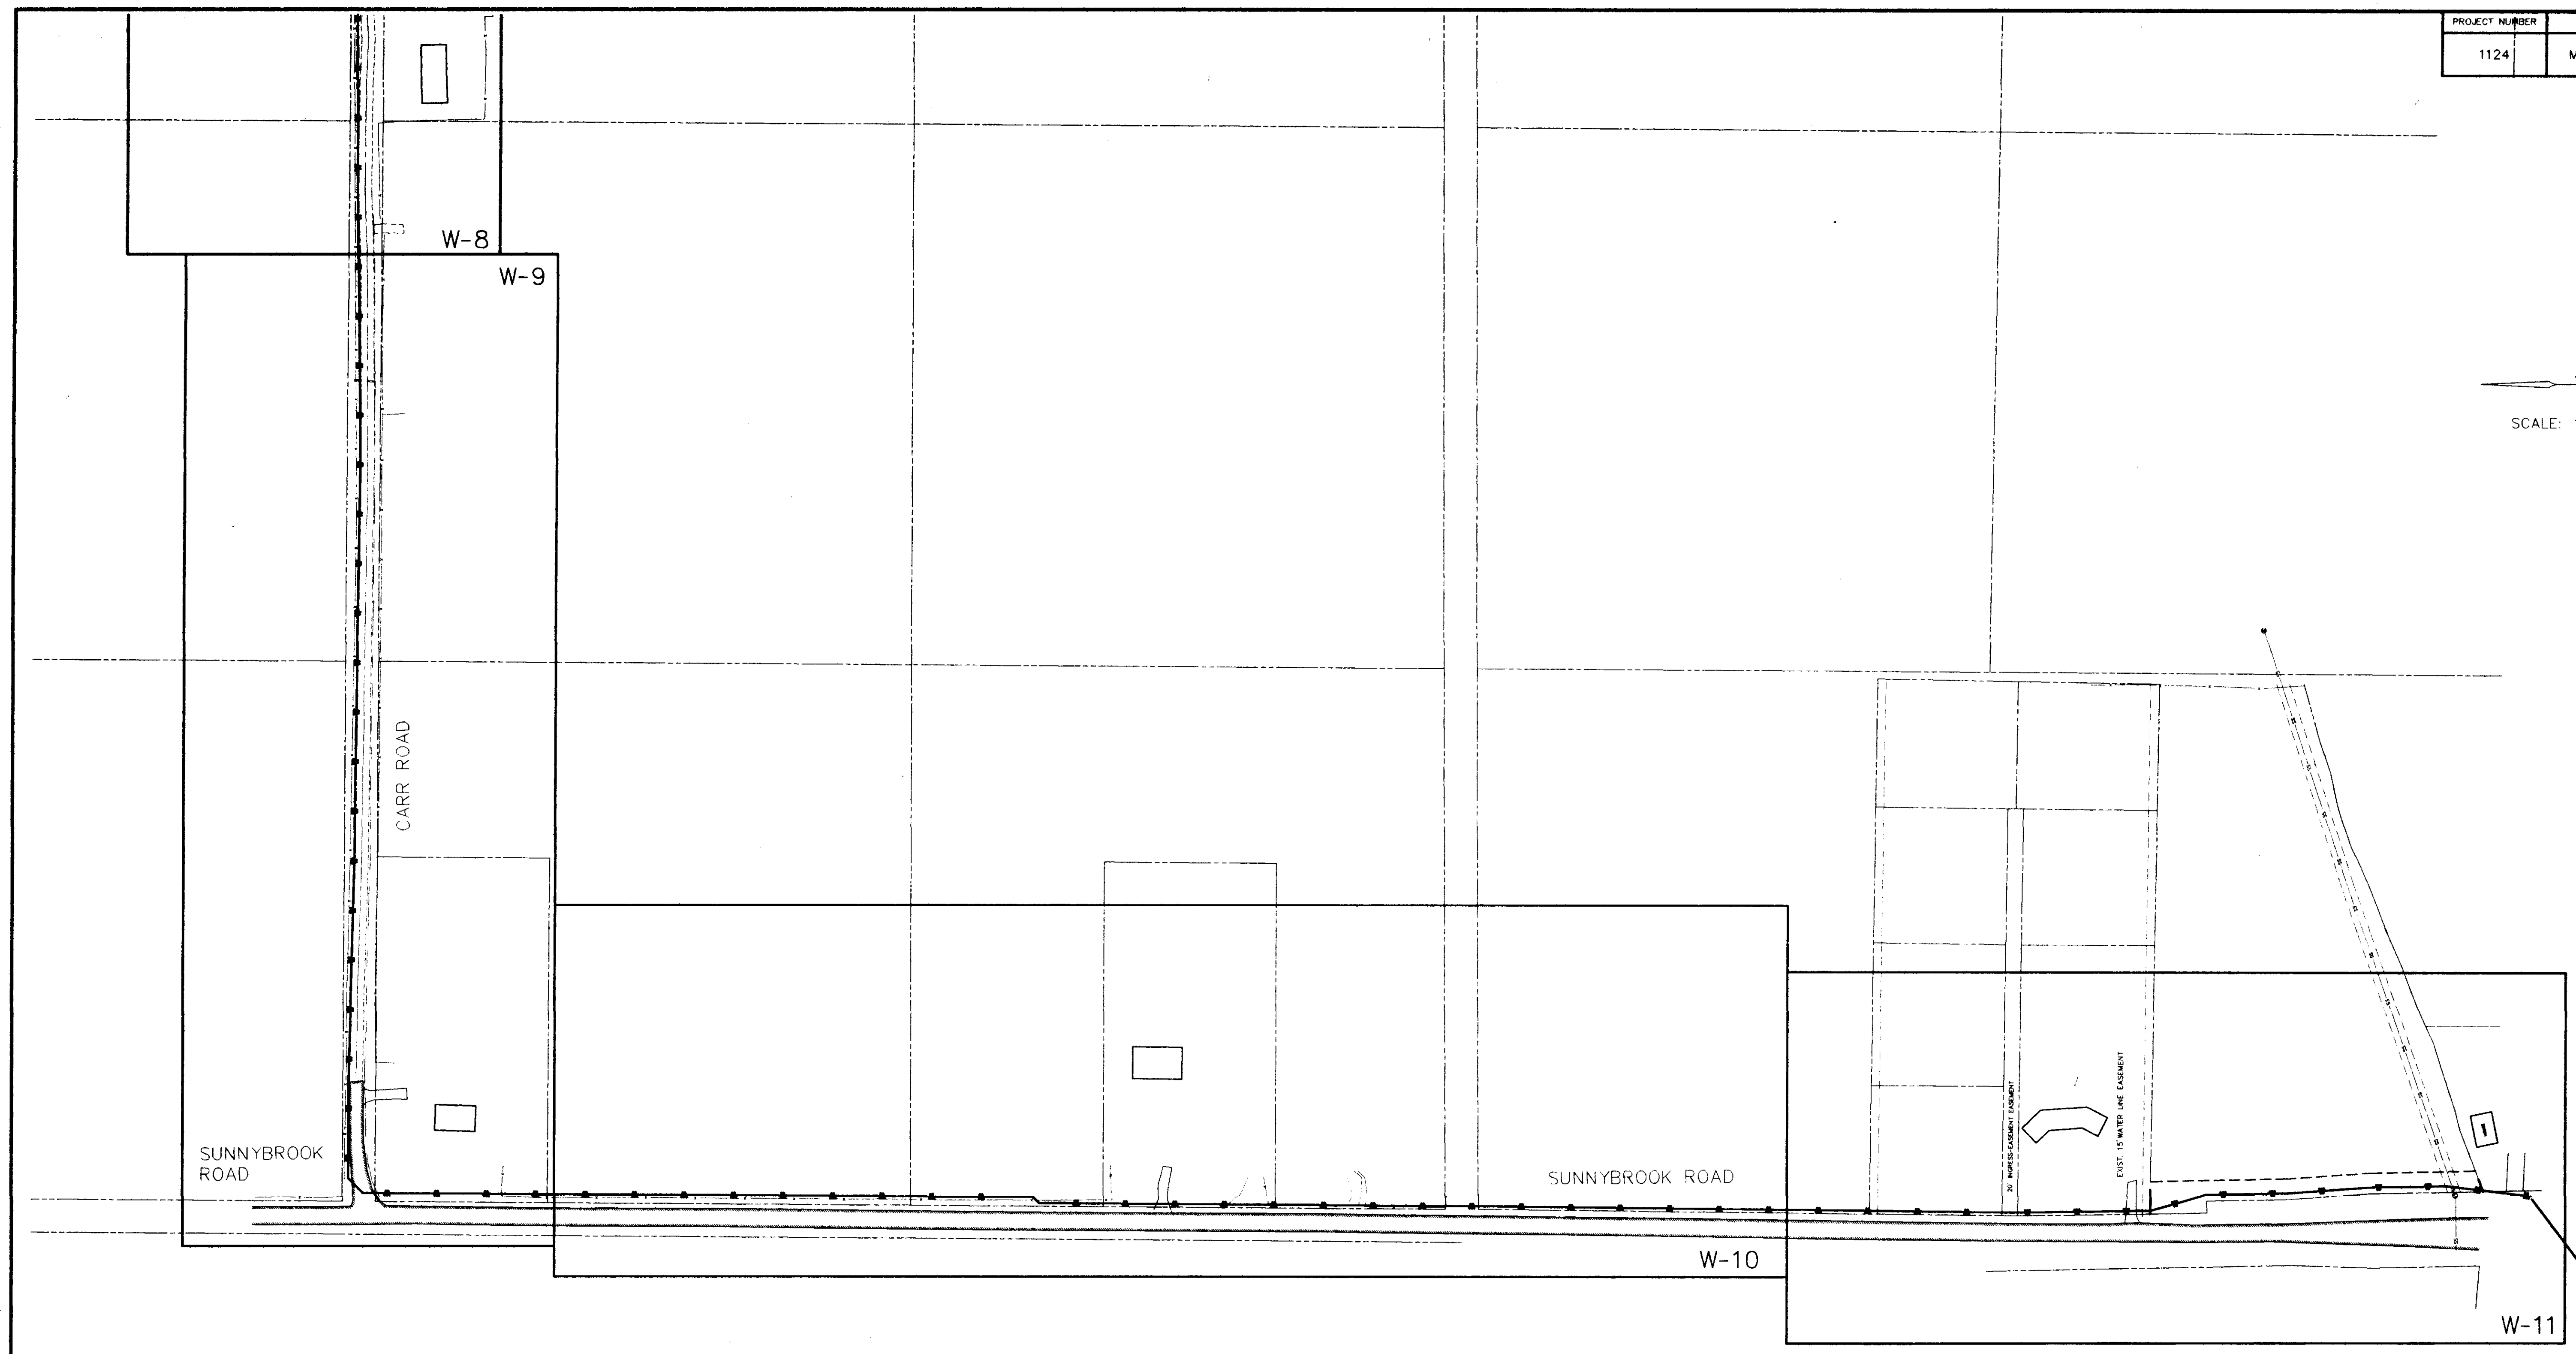 PROJECT NUMBER
1124
M
W-8
W-9
SCALE:
CARR ROAD
SUNNYBROOK
ROAD
SUNNYBROOK ROAD
20' INGRESS-EASEMENT EASEMENT
EXIST. 15' WATER LINE EASEMENT
W-10
W-11